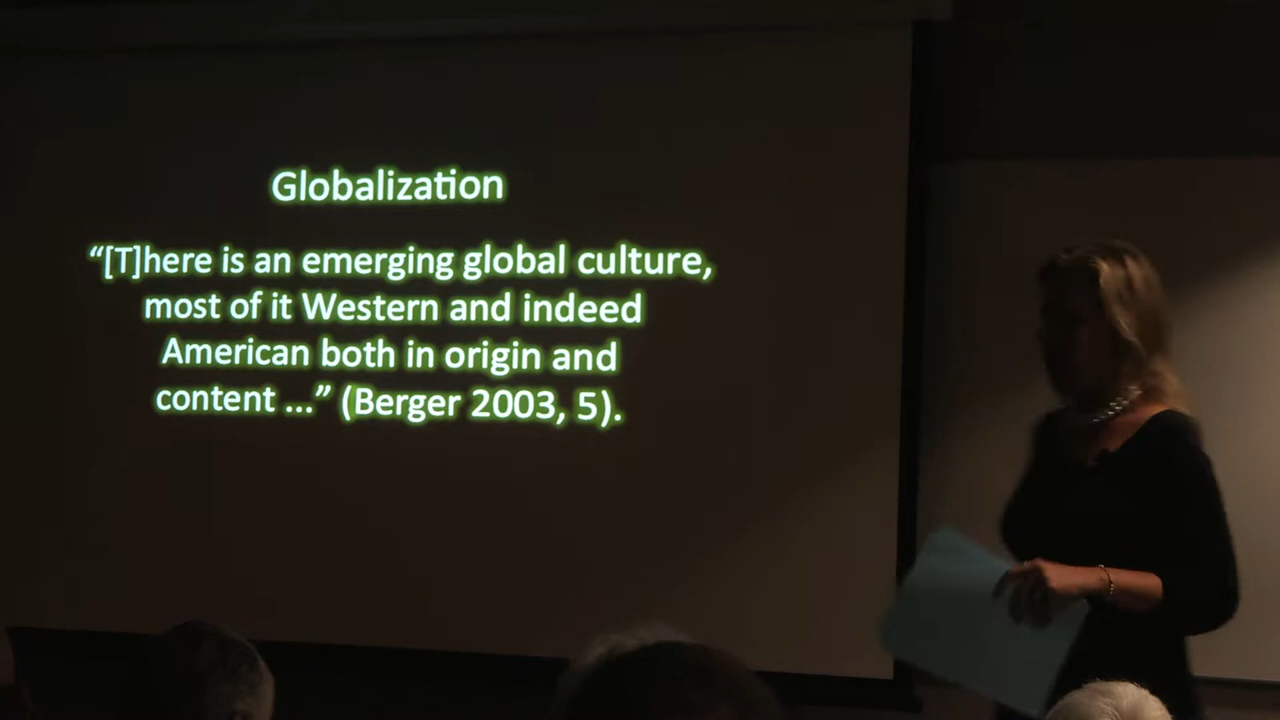 Globalization
“[T]here is an emerging global culture,
most of it Western and indeed
American both in origin and
content ...” (Berger 2003, 5).